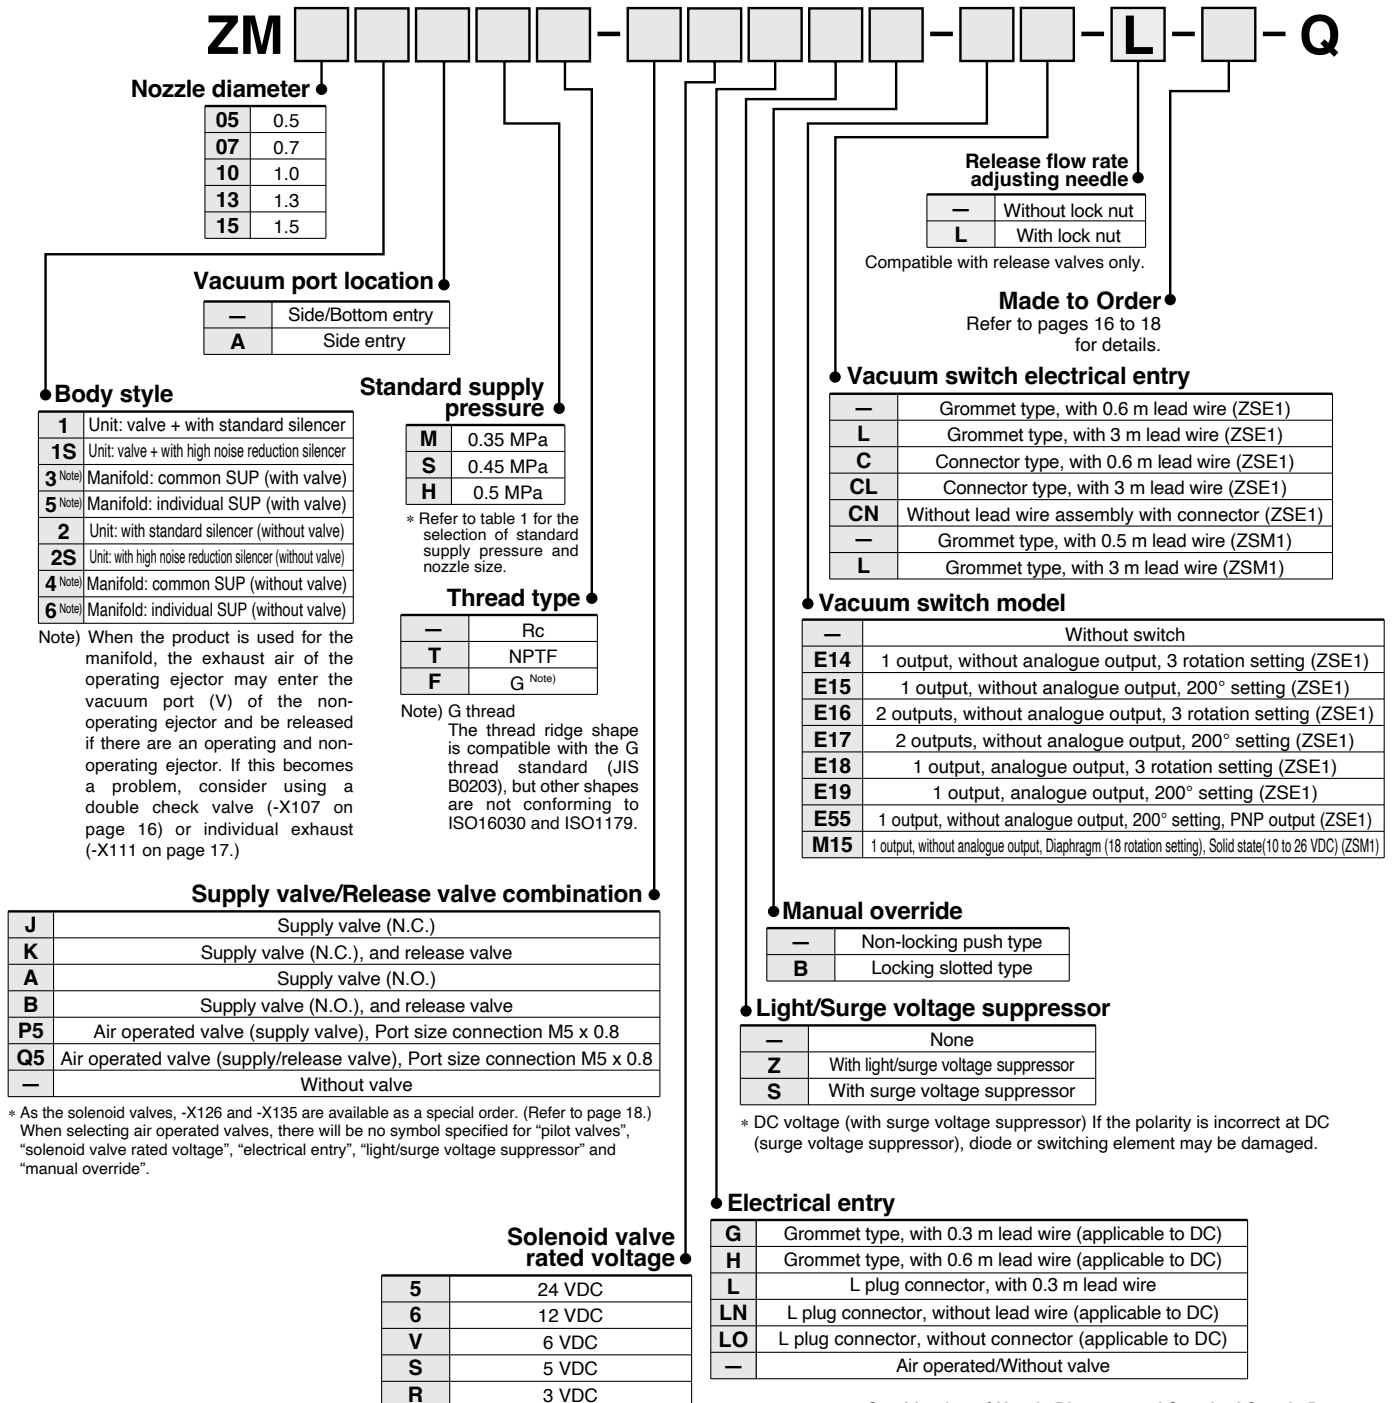 ZM – – – L – – Q
Nozzle diameter
05 0.5
07 0.7
10 1.0
13 1.3
15 1.5
Release flow rate
adjusting needle
— Without lock nut
L With lock nut
Compatible with release valves only.
Vacuum port location
— Side/Bottom entry
A Side entry
Made to Order
Refer to pages 16 to 18
for details.
Body style
1 Unit: valve + with standard silencer
1S Unit: valve + with high noise reduction silencer
3 Note) Manifold: common SUP (with valve)
5 Note) Manifold: individual SUP (with valve)
2 Unit: with standard silencer (without valve)
2S Unit: with high noise reduction silencer (without valve)
4 Note) Manifold: common SUP (without valve)
6 Note) Manifold: individual SUP (without valve)
Note) When the product is used for the
manifold, the exhaust air of the
operating ejector may enter the
vacuum port (V) of the non-
operating ejector and be released
if there are an operating and non-
operating ejector. If this becomes
a problem, consider using a
double check valve (-X107 on
page 16) or individual exhaust
(-X111 on page 17.)
Standard supply
pressure
M 0.35 MPa
S 0.45 MPa
H 0.5 MPa
* Refer to table 1 for the
selection of standard
supply pressure and
nozzle size.
Thread type
— Rc
T NPTF
F G Note)
Note) G thread
The thread ridge shape
is compatible with the G
thread standard (JIS
B0203), but other shapes
are not conforming to
ISO16030 and ISO1179.
Vacuum switch electrical entry
— Grommet type, with 0.6 m lead wire (ZSE1)
L Grommet type, with 3 m lead wire (ZSE1)
C Connector type, with 0.6 m lead wire (ZSE1)
CL Connector type, with 3 m lead wire (ZSE1)
CN Without lead wire assembly with connector (ZSE1)
— Grommet type, with 0.5 m lead wire (ZSM1)
L Grommet type, with 3 m lead wire (ZSM1)
Vacuum switch model
— Without switch
E14 1 output, without analogue output, 3 rotation setting (ZSE1)
E15 1 output, without analogue output, 200° setting (ZSE1)
E16 2 outputs, without analogue output, 3 rotation setting (ZSE1)
E17 2 outputs, without analogue output, 200° setting (ZSE1)
E18 1 output, analogue output, 3 rotation setting (ZSE1)
E19 1 output, analogue output, 200° setting (ZSE1)
E55 1 output, without analogue output, 200° setting, PNP output (ZSE1)
M15 1 output, without analogue output, Diaphragm (18 rotation setting), Solid state(10 to 26 VDC) (ZSM1)
Supply valve/Release valve combination
J Supply valve (N.C.)
K Supply valve (N.C.), and release valve
A Supply valve (N.O.)
B Supply valve (N.O.), and release valve
P5 Air operated valve (supply valve), Port size connection M5 x 0.8
Q5 Air operated valve (supply/release valve), Port size connection M5 x 0.8
— Without valve
* As the solenoid valves, -X126 and -X135 are available as a special order. (Refer to page 18.)
When selecting air operated valves, there will be no symbol specified for “pilot valves”,
“solenoid valve rated voltage”, “electrical entry”, “light/surge voltage suppressor” and
“manual override”.
Manual override
— Non-locking push type
B Locking slotted type
Light/Surge voltage suppressor
— None
Z With light/surge voltage suppressor
S With surge voltage suppressor
* DC voltage (with surge voltage suppressor) If the polarity is incorrect at DC
(surge voltage suppressor), diode or switching element may be damaged.
Solenoid valve
rated voltage
5 24 VDC
6 12 VDC
V 6 VDC
S 5 VDC
R 3 VDC
Electrical entry
G Grommet type, with 0.3 m lead wire (applicable to DC)
H Grommet type, with 0.6 m lead wire (applicable to DC)
L L plug connector, with 0.3 m lead wire
LN L plug connector, without lead wire (applicable to DC)
LO L plug connector, without connector (applicable to DC)
— Air operated/Without valve